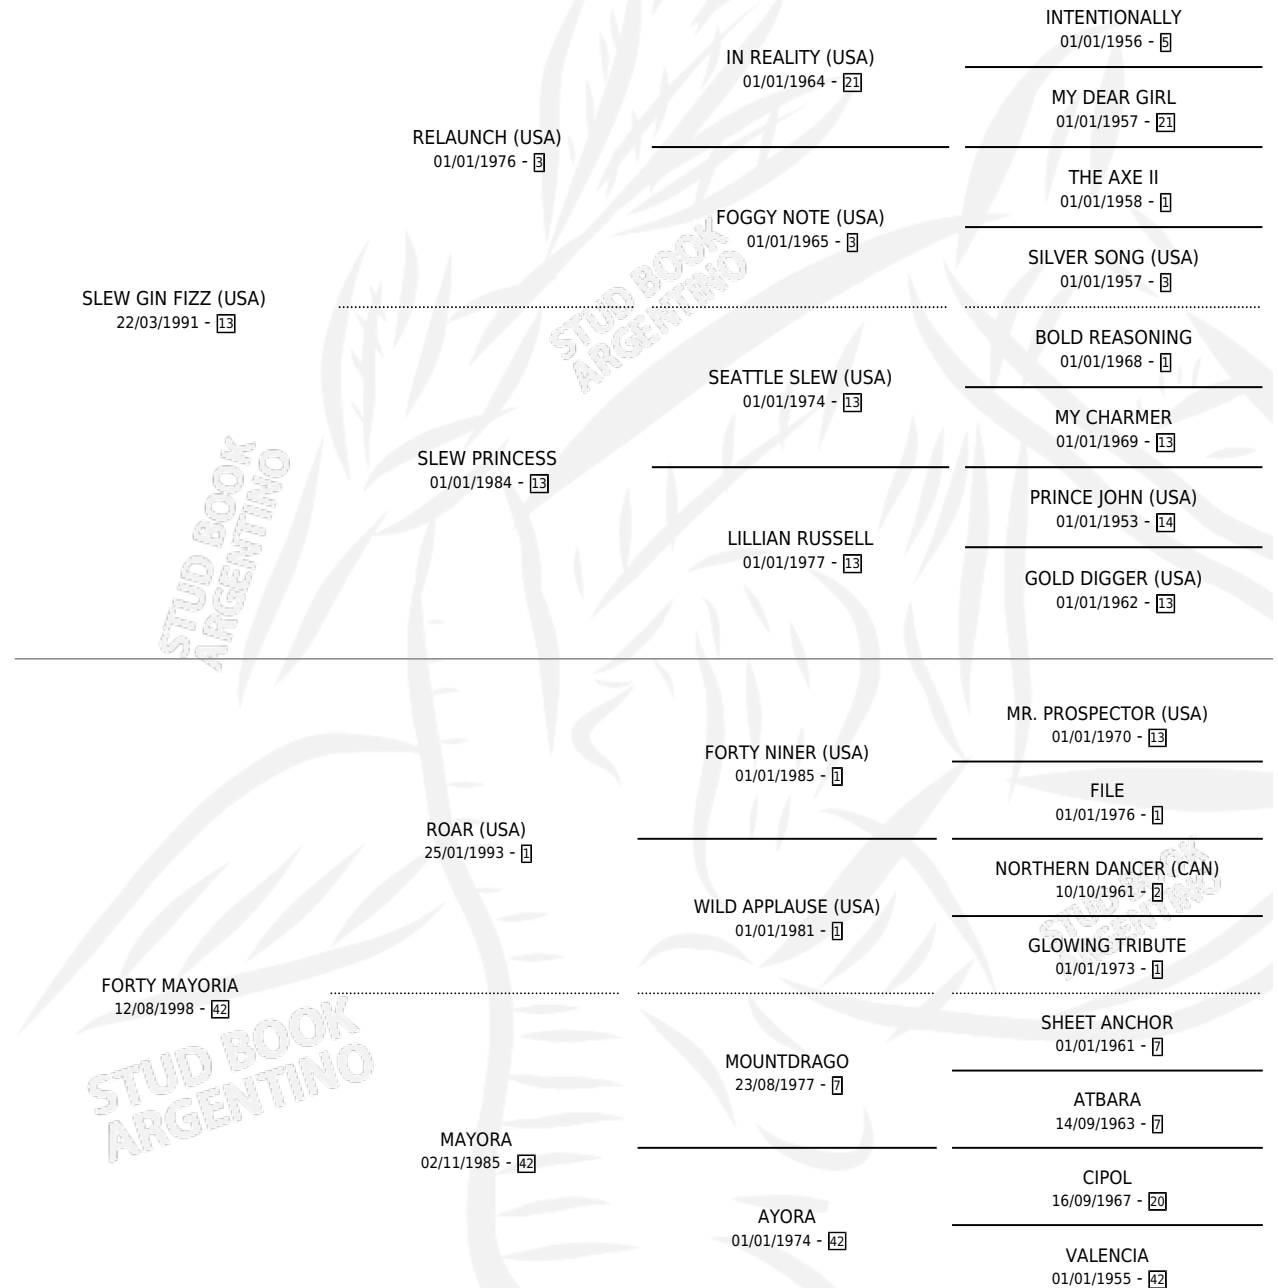 INTENTIONALLY
01/01/1956 - 5
IN REALITY (USA)
01/01/1964 - 21
MY DEAR GIRL
01/01/1957 - 21
RELAUNCH (USA)
01/01/1976 - 3
THE AXE II
01/01/1958 - 1
FOGGY NOTE (USA)
01/01/1965 - 3
SILVER SONG (USA)
01/01/1957 - 3
SLEW GIN FIZZ (USA)
22/03/1991 - 13
BOLD REASONING
01/01/1968 - 1
SEATTLE SLEW (USA)
01/01/1974 - 13
MY CHARMER
01/01/1969 - 13
SLEW PRINCESS
01/01/1984 - 13
PRINCE JOHN (USA)
01/01/1953 - 14
LILLIAN RUSSELL
01/01/1977 - 13
GOLD DIGGER (USA)
01/01/1962 - 13
MR. PROSPECTOR (USA)
01/01/1970 - 13
FORTY NINER (USA)
01/01/1985 - 1
FILE
01/01/1976 - 1
ROAR (USA)
25/01/1993 - 1
NORTHERN DANCER (CAN)
10/10/1961 - 2
WILD APPLAUSE (USA)
01/01/1981 - 1
GLOWING TRIBUTE
01/01/1973 - 1
FORTY MAYORIA
12/08/1998 - 42
SHEET ANCHOR
01/01/1961 - 7
MOUNTDRAGO
23/08/1977 - 7
ATBARA
14/09/1963 - 7
MAYORA
02/11/1985 - 42
CIPOL
16/09/1967 - 20
AYORA
01/01/1974 - 42
VALENCIA
01/01/1955 - 42
STUD BOOK
ARGENTINO
STUD BOOK
ARGENTINO
STUD BOOK
ARGENTINO
STUD BOOK
ARGENTINO